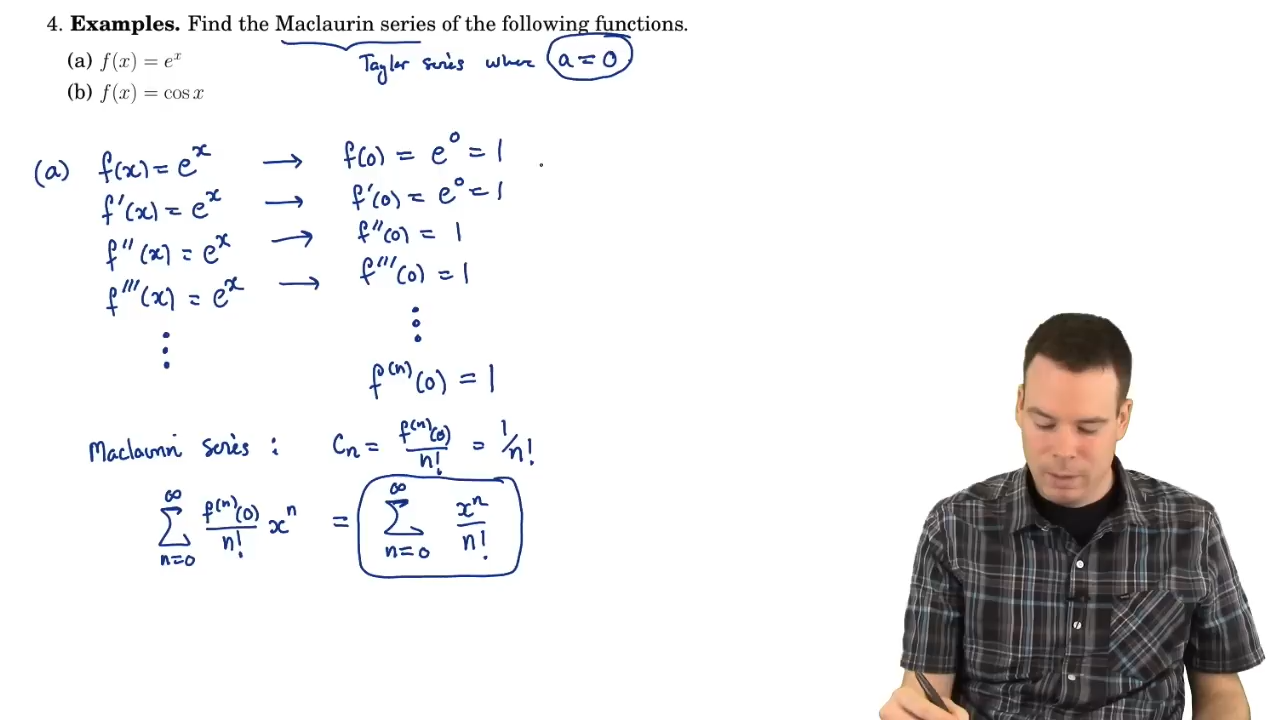 4. Examples. Find the Maclaurin series of the following functions.
Taylor series where a = 0
(a) f(x) = e^x
(b) f(x) = cos x
(a) f(x) = e^x → f(0) = e^0 = 1
f'(x) = e^x → f'(0) = e^0 = 1
f''(x) = e^x → f''(0) = 1
f'''(x) = e^x → f'''(0) = 1
⋮ ⋮
f^(n)(0) = 1
Maclaurin series : C_n = f^(n)(0)/n! = 1/n!
∑_{n=0}^∞ f^(n)(0)/n! x^n = ∑_{n=0}^∞ x^n/n!